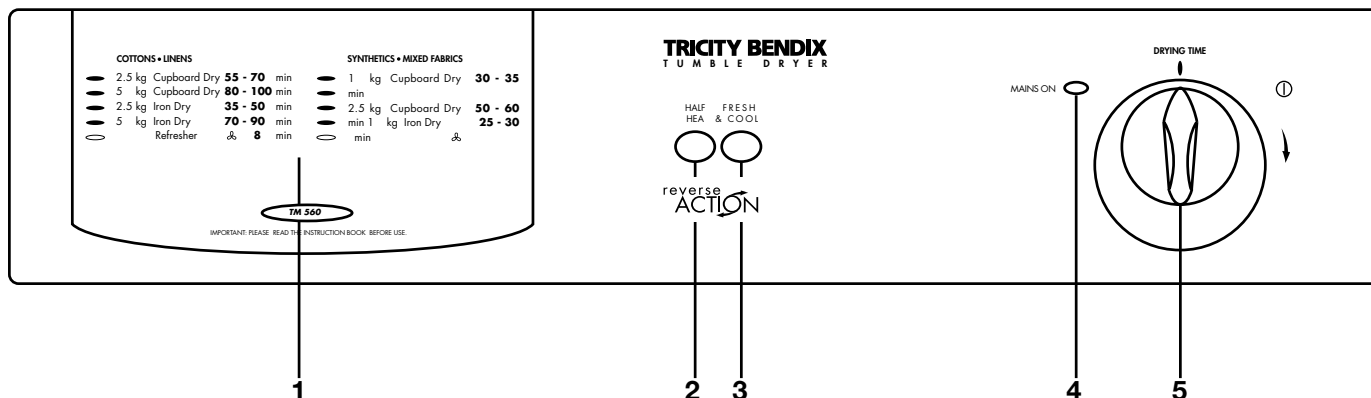 COTTONS • LINENS
2.5 kg Cupboard Dry 55 - 70 min
5 kg Cupboard Dry 80 - 100 min
2.5 kg Iron Dry 35 - 50 min
5 kg Iron Dry 70 - 90 min
Refresher 8 min
SYNTHETICS • MIXED FABRICS
1 kg Cupboard Dry 30 - 35
min
2.5 kg Cupboard Dry 50 - 60
min 1 kg Iron Dry 25 - 30
min
TM 560
IMPORTANT: PLEASE READ THE INSTRUCTION BOOK BEFORE USE.
TRICITY BENDIX
TUMBLE DRYER
HALF
HEA
FRESH
& COOL
reverse
ACTION
MAINS ON
DRYING TIME
1
2
3
4
5